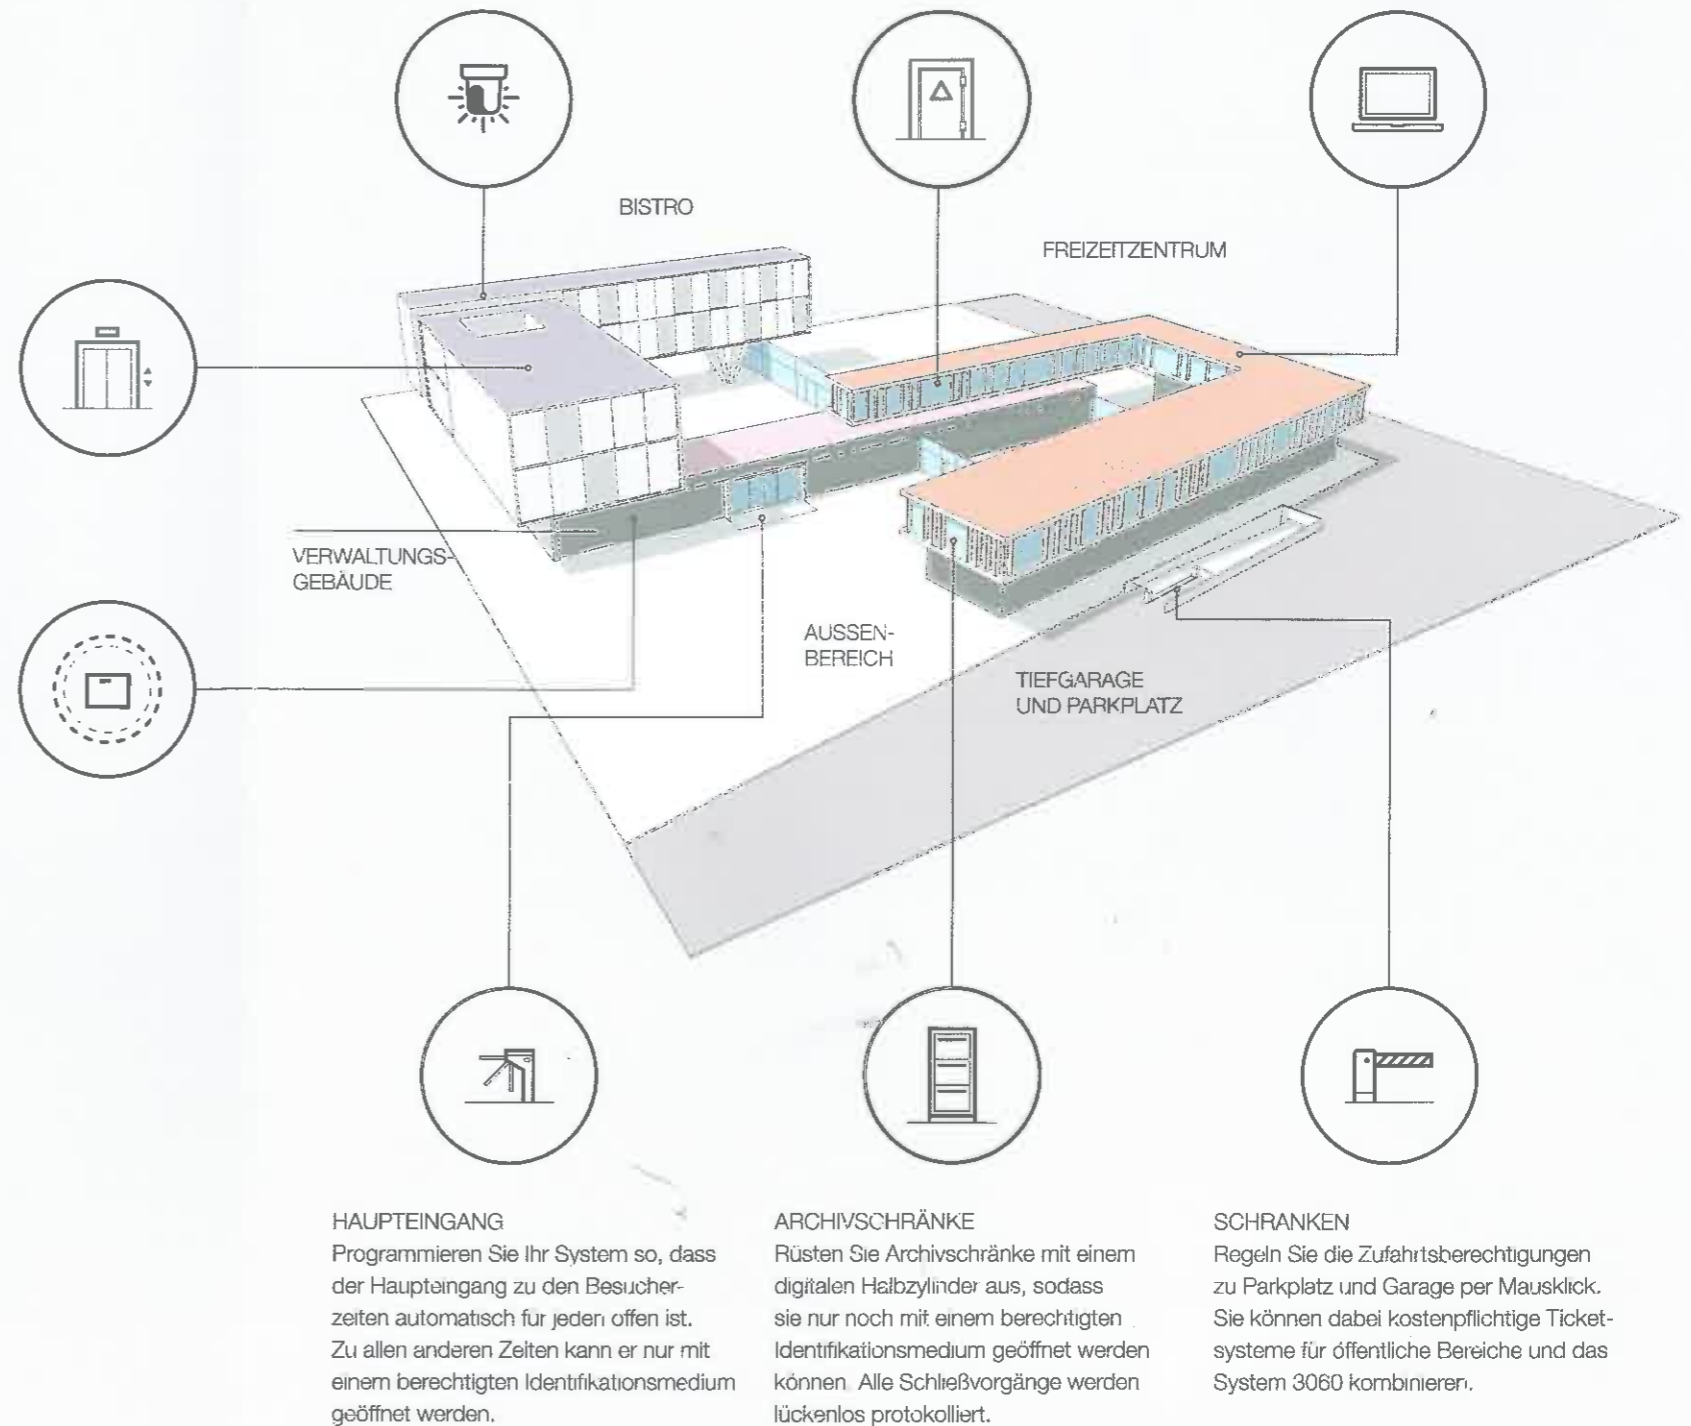 BISTRO
FREIZEITZENTRUM
VERWALTUNGS-
GEBÄUDE
AUSSEN-
BEREICH
TIEFGARAGE
UND PARKPLATZ
HAUPTEINGANG
Programmieren Sie Ihr System so, dass
der Haupteingang zu den Besucher-
zeiten automatisch für jeden offen ist.
Zu allen anderen Zeiten kann er nur mit
einem berechtigten Identifikationsmedium
geöffnet werden.
ARCHIVSCHRÄNKE
Rüsten Sie Archivschränke mit einem
digitalen Halbzylinder aus, sodass
sie nur noch mit einem berechtigten
Identifikationsmedium geöffnet werden
können. Alle Schließvorgänge werden
lückenlos protokolliert.
SCHRANKEN
Regeln Sie die Zufahrtsberechtigungen
zu Parkplatz und Garage per Mausklick.
Sie können dabei kostenpflichtige Ticket-
systeme für öffentliche Bereiche und das
System 3060 kombinieren.